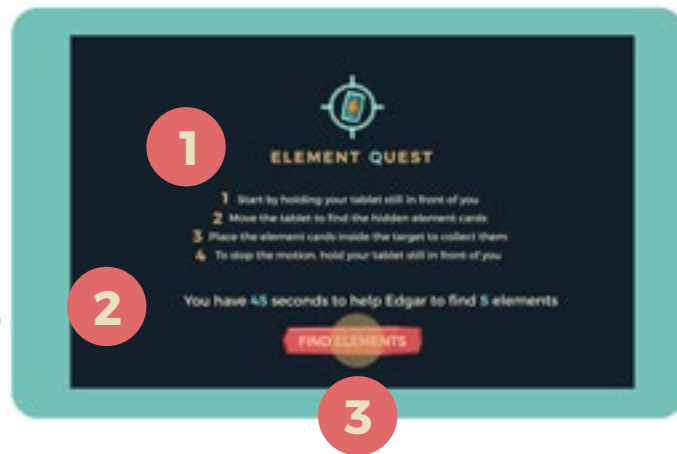 1
ELEMENT QUEST
1 Start by holding your tablet still in front of you
2 Move the tablet to find the hidden element cards
3 Place the element cards inside the target to collect them
4 To stop the motion, hold your tablet still in front of you
2
You have 45 seconds to help Edgar to find 5 elements
FIND ELEMENTS
3